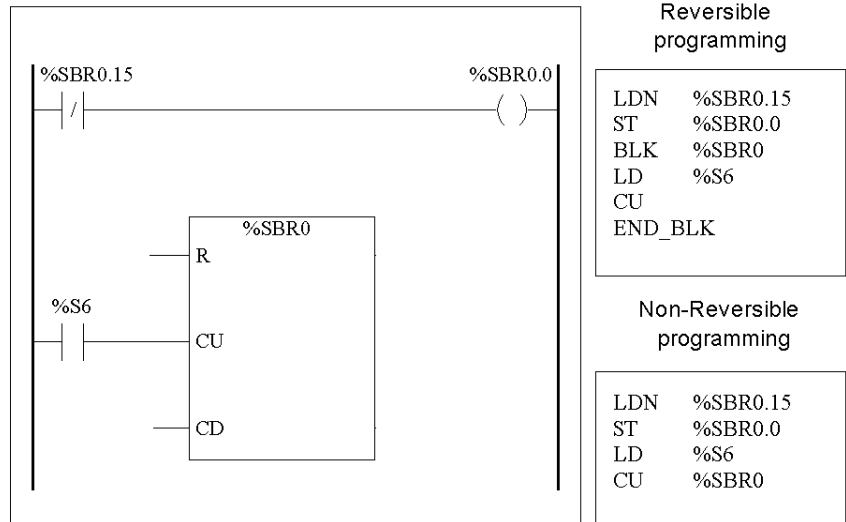 %SBR0.15 %SBR0.0
/ ( )
%SBR0
R
%S6
CU
CD
Reversible
programming
LDN %SBR0.15
ST %SBR0.0
BLK %SBR0
LD %S6
CU
END_BLK
Non-Reversible
programming
LDN %SBR0.15
ST %SBR0.0
LD %S6
CU %SBR0